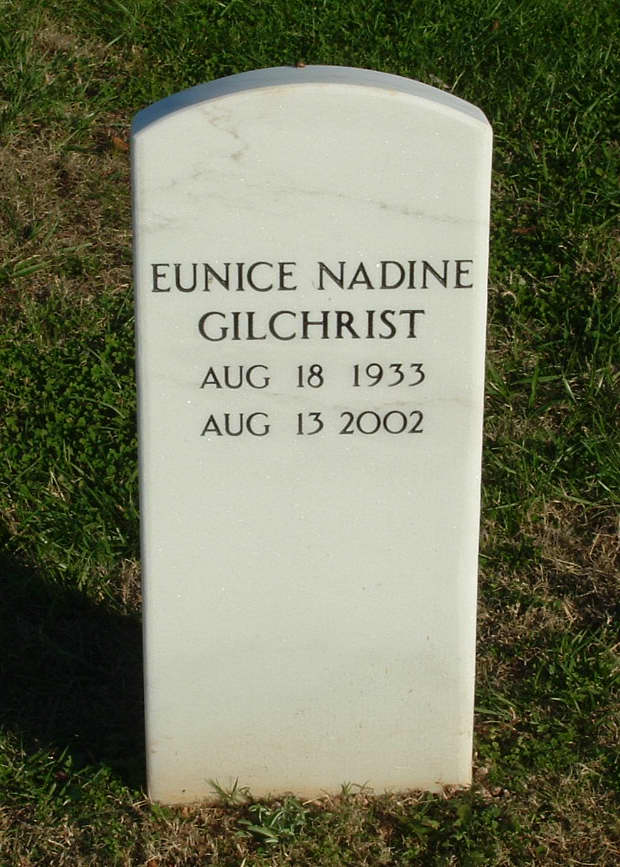 EUNICE NADINE
GILCHRIST
AUG 18 1933
AUG 13 2002